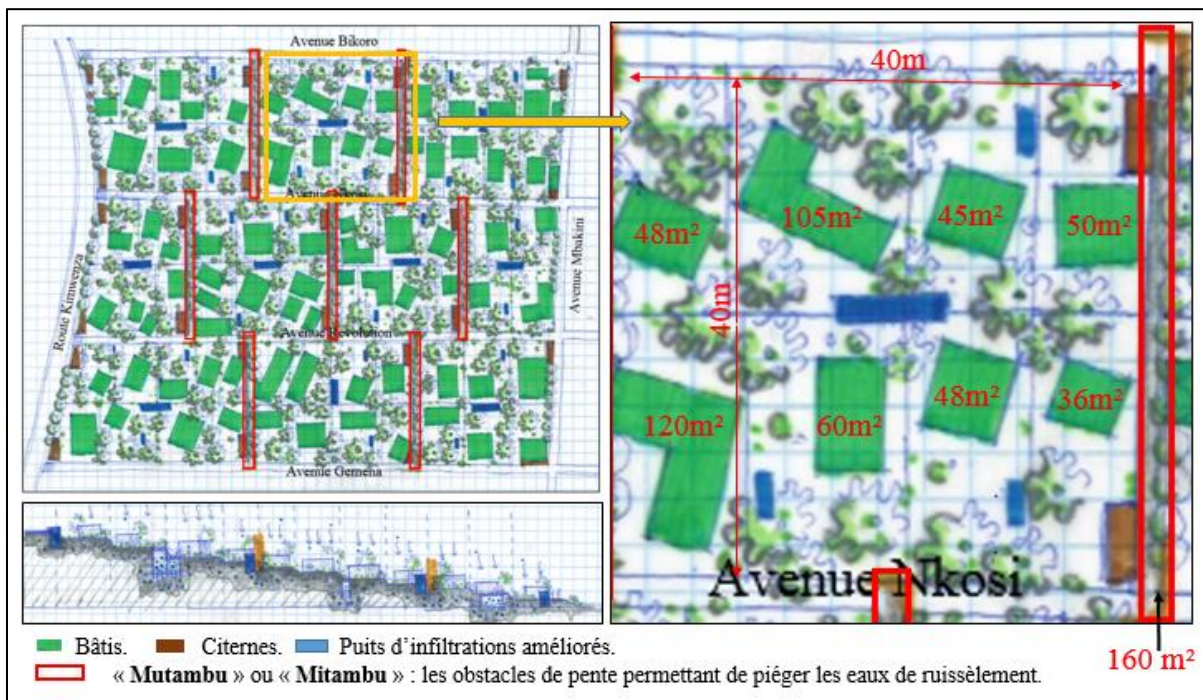 Avenue Bikoro
Avenue Nkosi
Avenue Révolution
Avenue Gemena
Route Kimwenza
Avenue Mbakini
40m
40m
48m²
105m²
45m²
50m²
120m²
60m²
48m²
36m²
Avenue Nkosi
160 m²
Bâtis. Citernes. Puits d’infiltrations améliorés.
« Mutambu » ou « Mitambu » : les obstacles de pente permettant de piéger les eaux de ruissèlement.